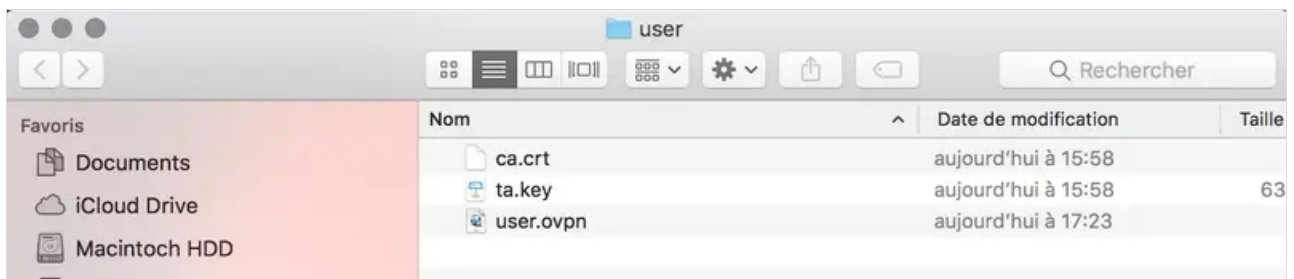 user
Rechercher
Favoris
Nom Date de modification Taille
Documents
ca.crt aujourd'hui à 15:58
iCloud Drive
ta.key aujourd'hui à 15:58 63
user.ovpn aujourd'hui à 17:23
Macintoch HDD